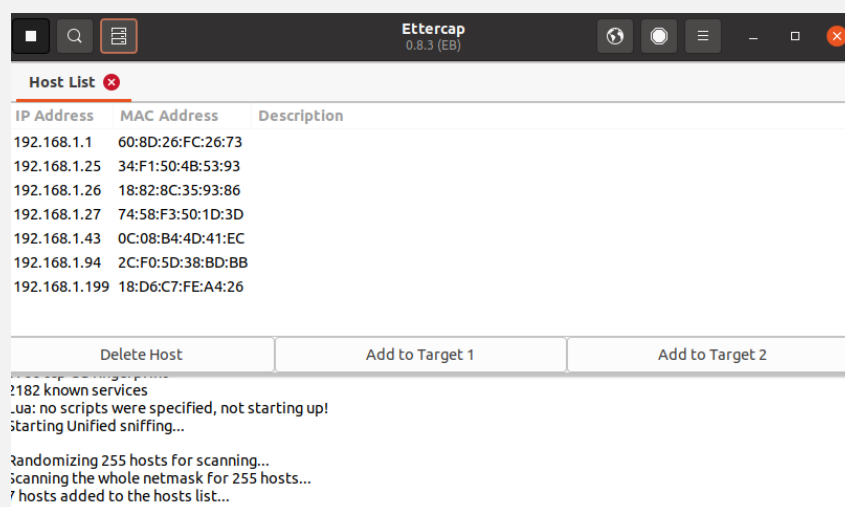 Ettercap
0.8.3 (EB)
Host List
IP Address MAC Address Description
192.168.1.1 60:8D:26:FC:26:73
192.168.1.25 34:F1:50:4B:53:93
192.168.1.26 18:82:8C:35:93:86
192.168.1.27 74:58:F3:50:1D:3D
192.168.1.43 0C:08:B4:4D:41:EC
192.168.1.94 2C:F0:5D:38:BD:BB
192.168.1.199 18:D6:C7:FE:A4:26
Delete Host Add to Target 1 Add to Target 2
2182 known services
Lua: no scripts were specified, not starting up!
Starting Unified sniffing...
Randomizing 255 hosts for scanning...
Scanning the whole netmask for 255 hosts...
7 hosts added to the hosts list...